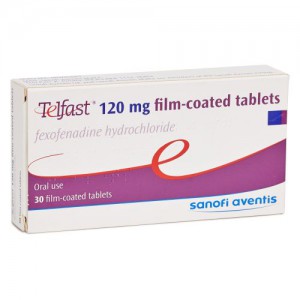 Telfast® 120 mg film-coated tablets
fexofenadine hydrochloride
e
Oral use
30 film-coated tablets
sanofi aventis